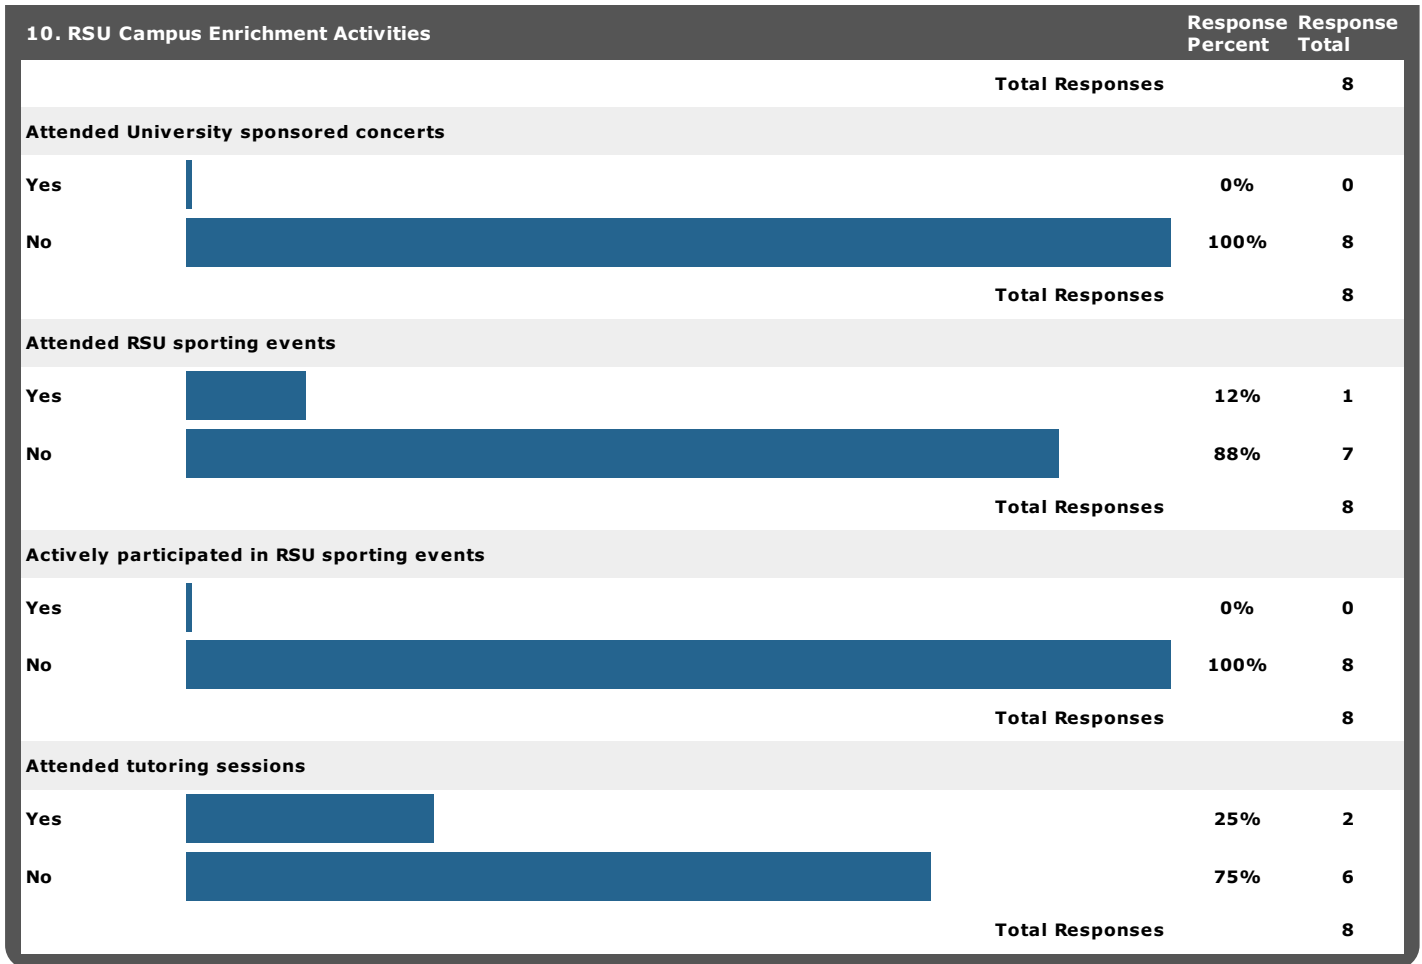 10. RSU Campus Enrichment Activities Response Percent Response Total
Total Responses 8
Attended University sponsored concerts
Yes 0% 0
No 100% 8
Total Responses 8
Attended RSU sporting events
Yes 12% 1
No 88% 7
Total Responses 8
Actively participated in RSU sporting events
Yes 0% 0
No 100% 8
Total Responses 8
Attended tutoring sessions
Yes 25% 2
No 75% 6
Total Responses 8